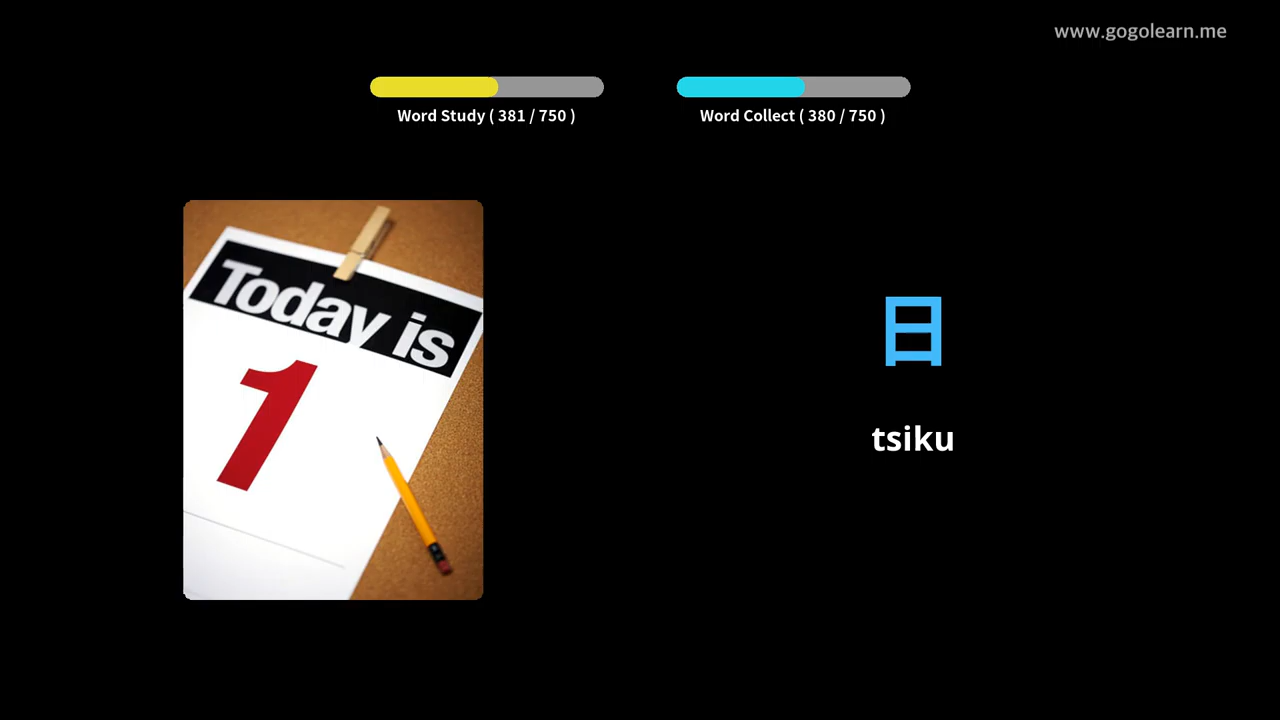 www.gogolearn.me
Word Study ( 381 / 750 )
Word Collect ( 380 / 750 )
Today is
1
日
tsiku